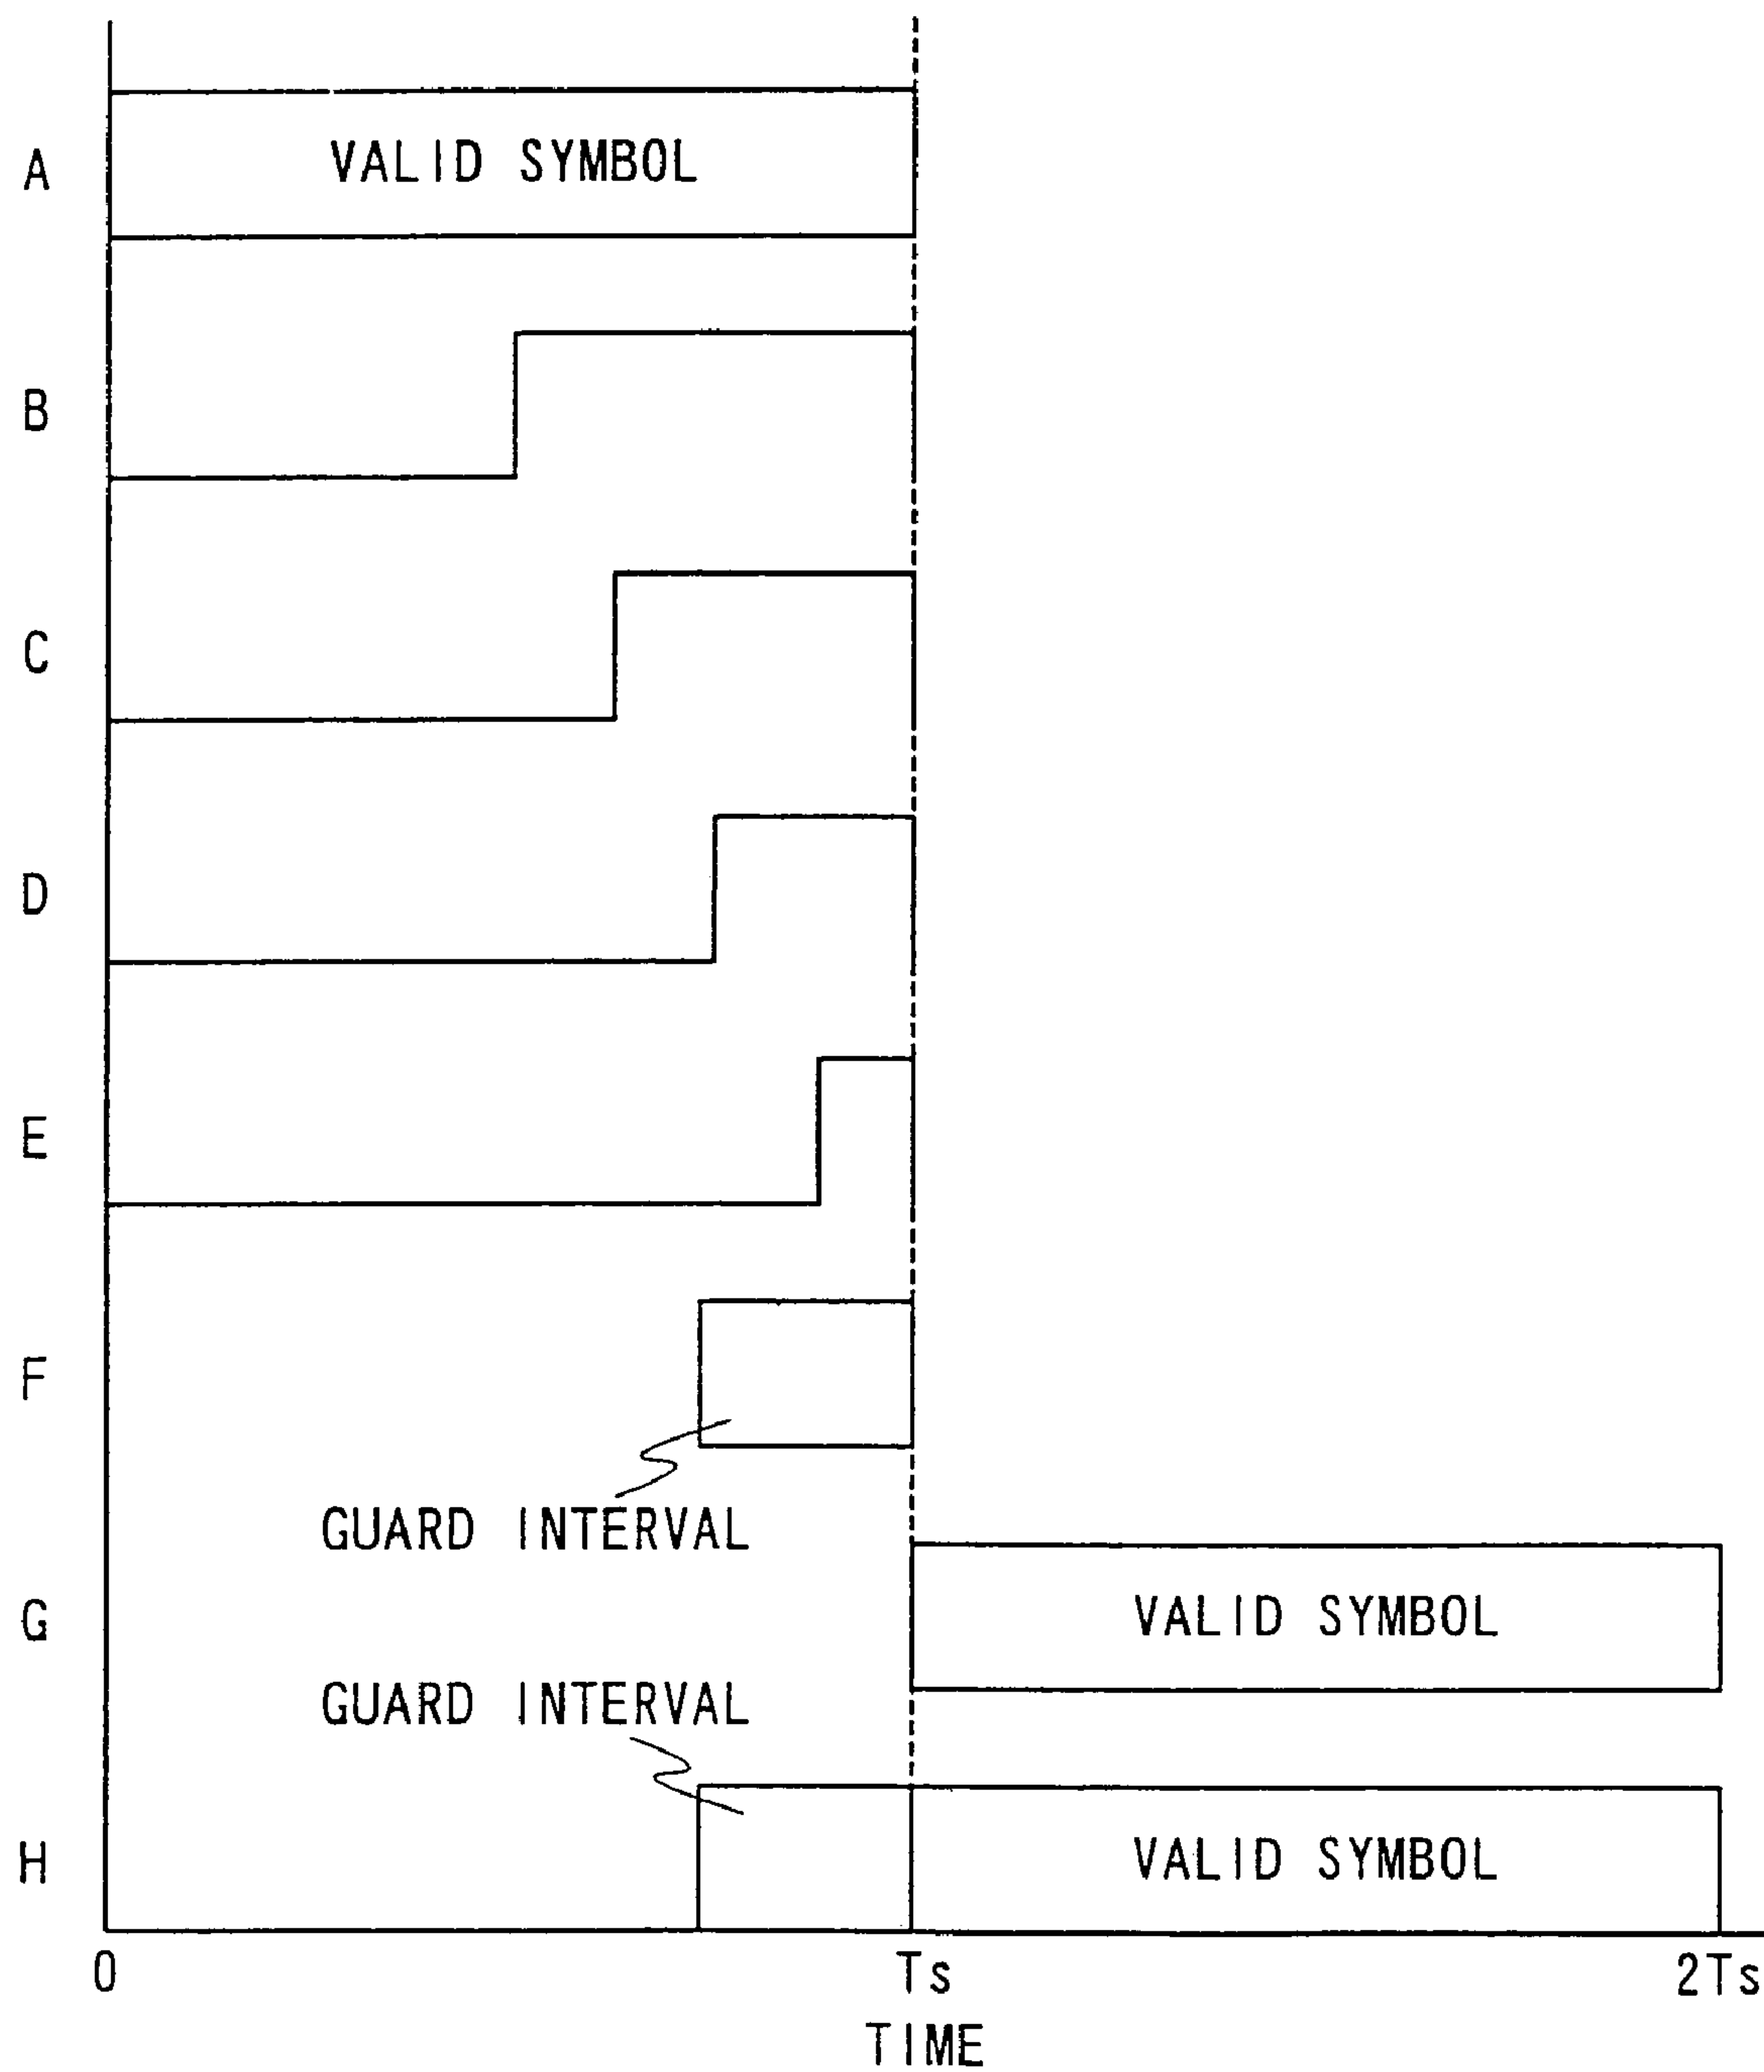 A
VALID SYMBOL
B
C
D
E
F
GUARD INTERVAL
G
VALID SYMBOL
GUARD INTERVAL
H
VALID SYMBOL
0
Ts
2Ts
TIME